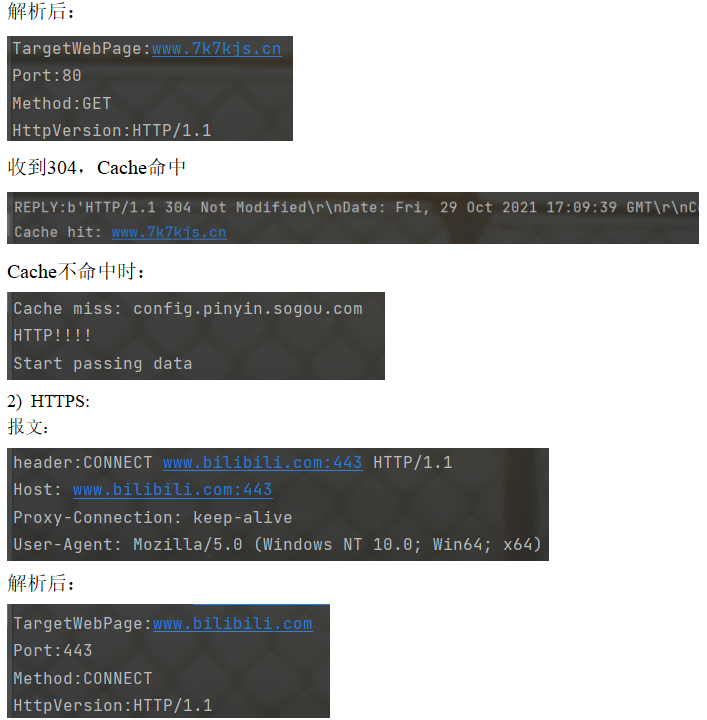 解析后：
TargetWebPage:www.7k7kjs.cn
Port:80
Method:GET
HttpVersion:HTTP/1.1
收到304，Cache命中
REPLY:b'HTTP/1.1 304 Not Modified\r\nDate: Fri, 29 Oct 2021 17:09:39 GMT\r\nC
Cache hit: www.7k7kjs.cn
Cache不命中时：
Cache miss: config.pinyin.sogou.com
HTTP!!!!
Start passing data
2) HTTPS:
报文：
header:CONNECT www.bilibili.com:443 HTTP/1.1
Host: www.bilibili.com:443
Proxy-Connection: keep-alive
User-Agent: Mozilla/5.0 (Windows NT 10.0; Win64; x64)
解析后：
TargetWebPage:www.bilibili.com
Port:443
Method:CONNECT
HttpVersion:HTTP/1.1